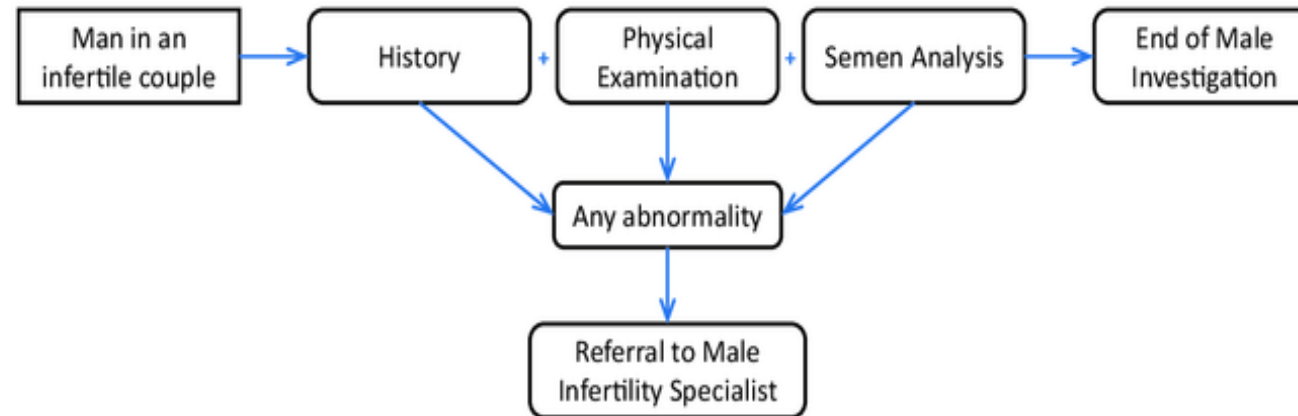 Man in an
infertile couple
History
+
Physical
Examination
+
Semen Analysis
End of Male
Investigation
Any abnormality
Referral to Male
Infertility Specialist